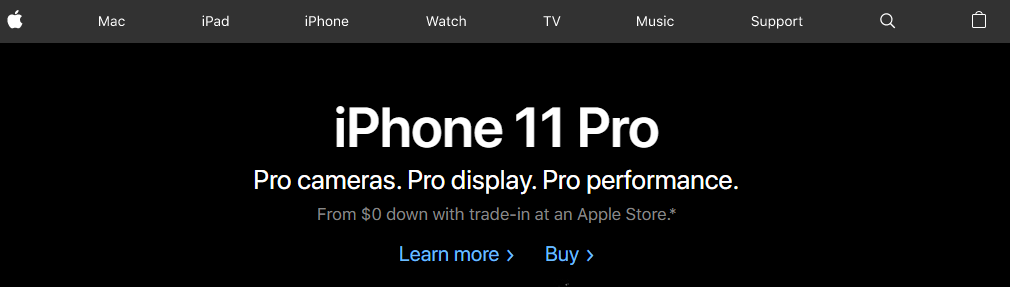 Mac iPad iPhone Watch TV Music Support
iPhone 11 Pro
Pro cameras. Pro display. Pro performance.
From $0 down with trade-in at an Apple Store.*
Learn more › Buy ›